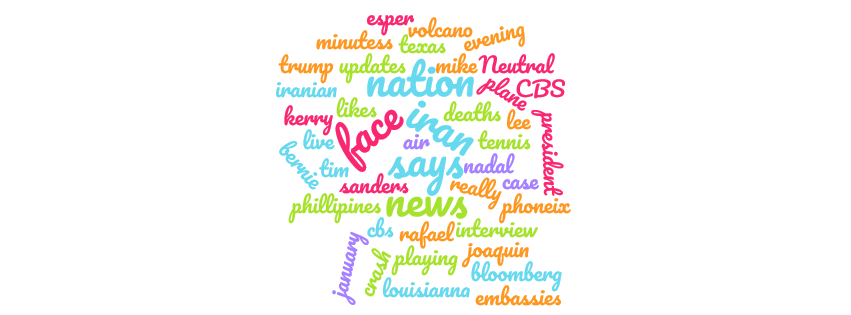 esper
volcano
minutess
texas
evening
trump
updates
mike
Neutral
iranian
nation
plane
CBS
kerry
likes
face
iran
deaths
lee
president
live
air
tennis
bernie
tim
says
nadal
sanders
really
case
phillipines
news
phoneix
cbs
rafael
interview
january
crash
playing
joaquin
louisianna
bloomberg
embassies